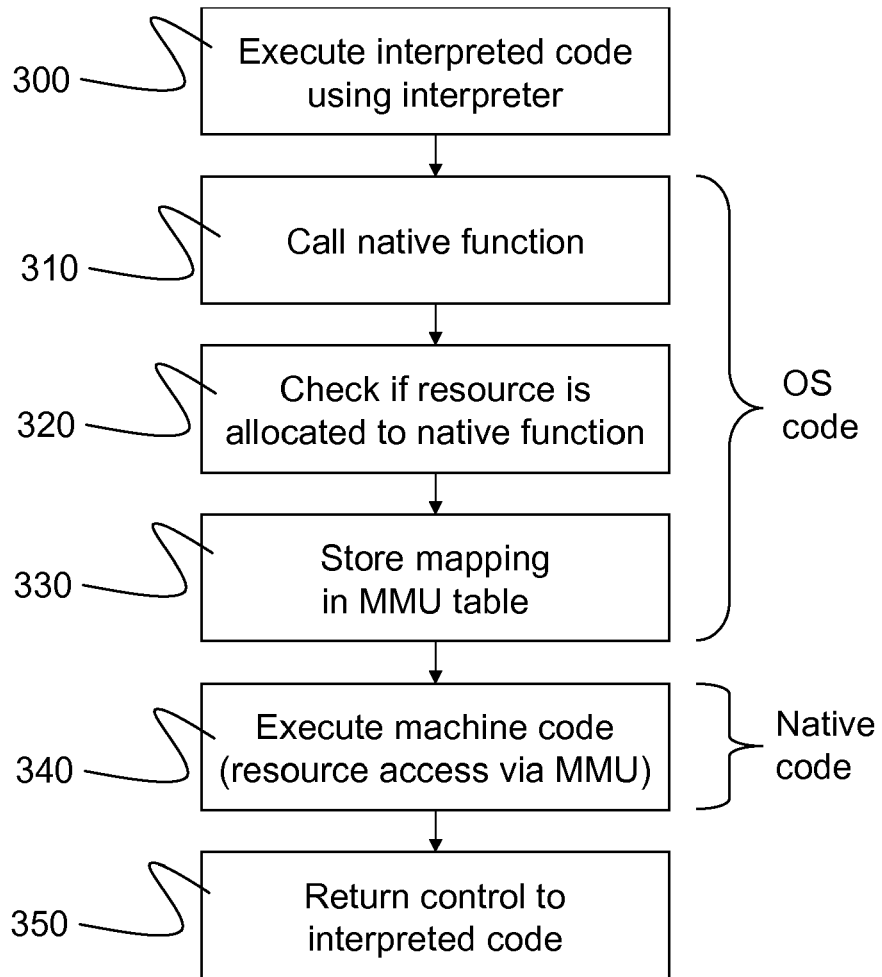 300
Execute interpreted code
using interpreter
310
Call native function
320
Check if resource is
allocated to native function
OS
code
330
Store mapping
in MMU table
340
Execute machine code
(resource access via MMU)
Native
code
350
Return control to
interpreted code